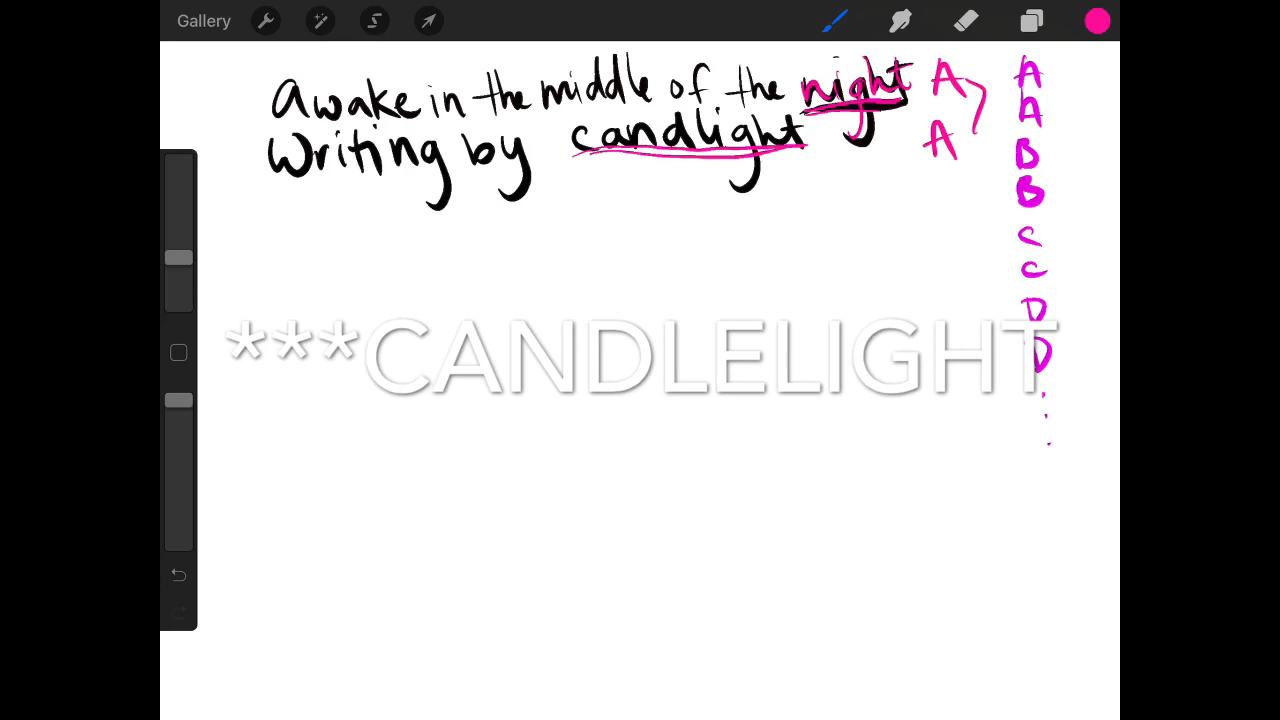 Gallery
Awake in the middle of the night A
Writing by candlight A
A
A
B
B
C
C
D
D
***CANDLELIGHT